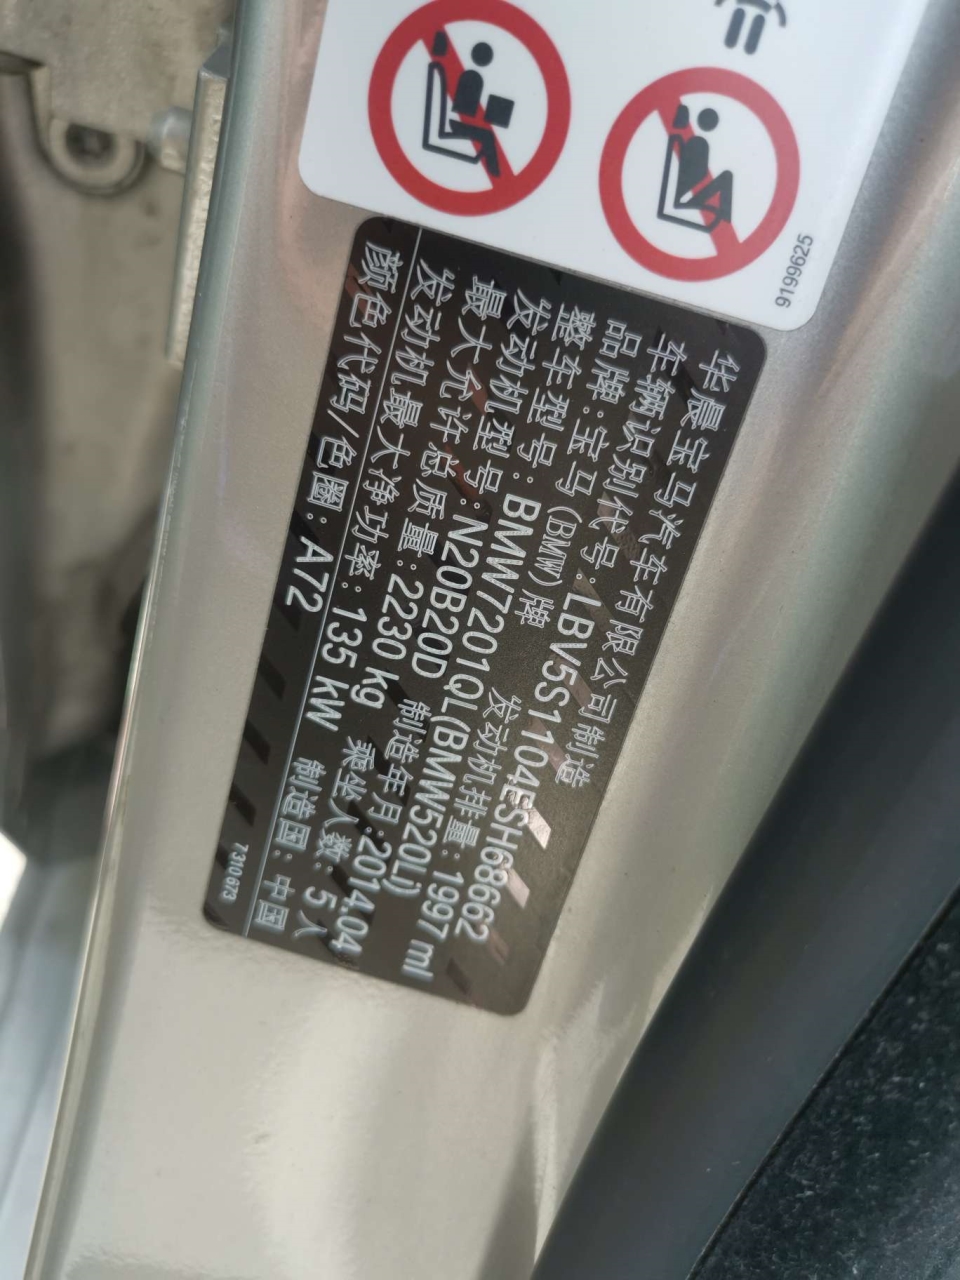 9199625
华晨宝马汽车有限公司制造
车辆识别代号:LBV5S1104ESH68662
品牌:宝马(BMW)牌 发动机排量:1997 ml
整车型号:BMW7201QL(BMW520Li)
发动机型号:N20B20D 制造年月:2014.04
最大允许总质量:2230 kg 乘坐人数:5人
发动机最大净功率:135 kW 制造国:中国
颜色代码/色圈:A72
7310673